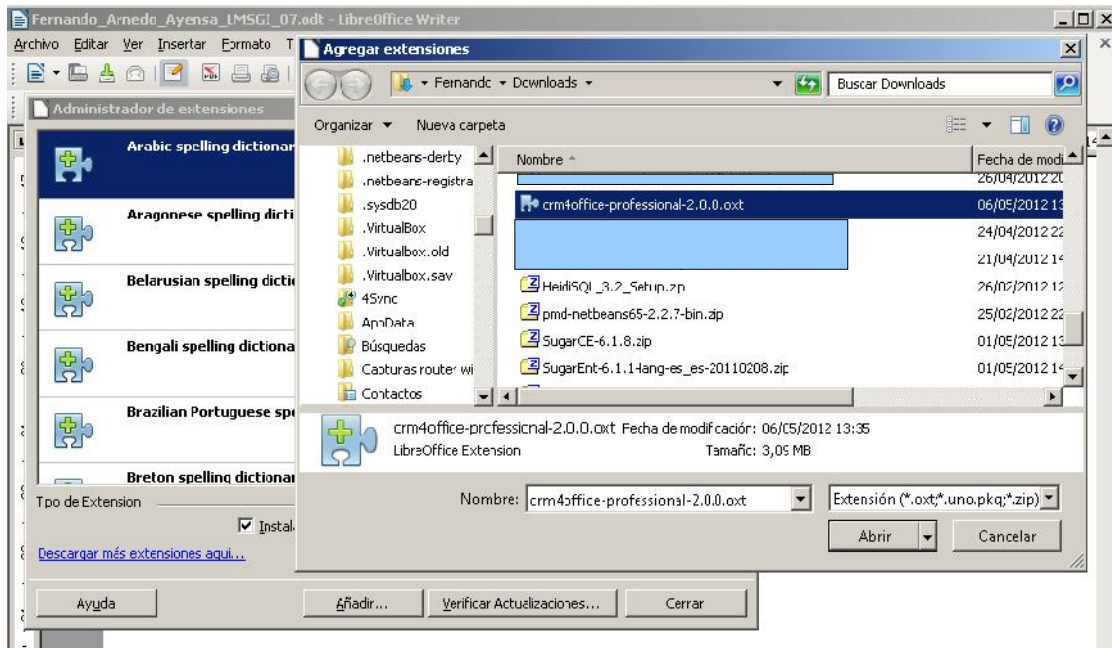 Fernando_Arnedo_Ayensa_LMSGI_07.odt - LibreOffice Writer
Archivo Editar Ver Insertar Formato T
Agregar extensiones
Fernando Downloads
Buscar Downloads
Administrador de extensiones
Organizar Nueva carpeta
Arabic spelling dictionar
Aragonese spelling dicti
Belarusian spelling dictio
Bengali spelling dictiona
Brazilian Portuguese spe
Breton spelling dictionar
.netbeans-derby
.netbeans-registra
.sysdb20
.VirtualBox
.Virtualbox.old
.Virtualbox.sav
4Sync
AppData
Búsquedas
Capturas router wi
Contactos
Nombre
Fecha de modi
26/04/2012 20
crm4office-professional-2.0.0.oxt
06/05/2012 13
24/04/2012 22
21/04/2012 14
HeidiSQL_3.2_Setup.zip
26/02/2012 12
pmd-netbeans65-2.2.7-bin.zip
25/02/2012 22
SugarCE-6.1.8.zip
01/05/2012 13
SugarEnt-6.1.1-lang-es_es-20110208.zip
01/05/2012 14
crm4office-professional-2.0.0.oxt Fecha de modificación: 06/05/2012 13:35
LibreOffice Extension Tamaño: 3,09 MB
Nombre: crm4office-professional-2.0.0.oxt
Extensión (*.oxt;*.uno.pkg;*.zip)
Abrir Cancelar
Tipo de Extension
Instal
Descargar más extensiones aqui...
Ayuda Añadir... Verificar Actualizaciones... Cerrar